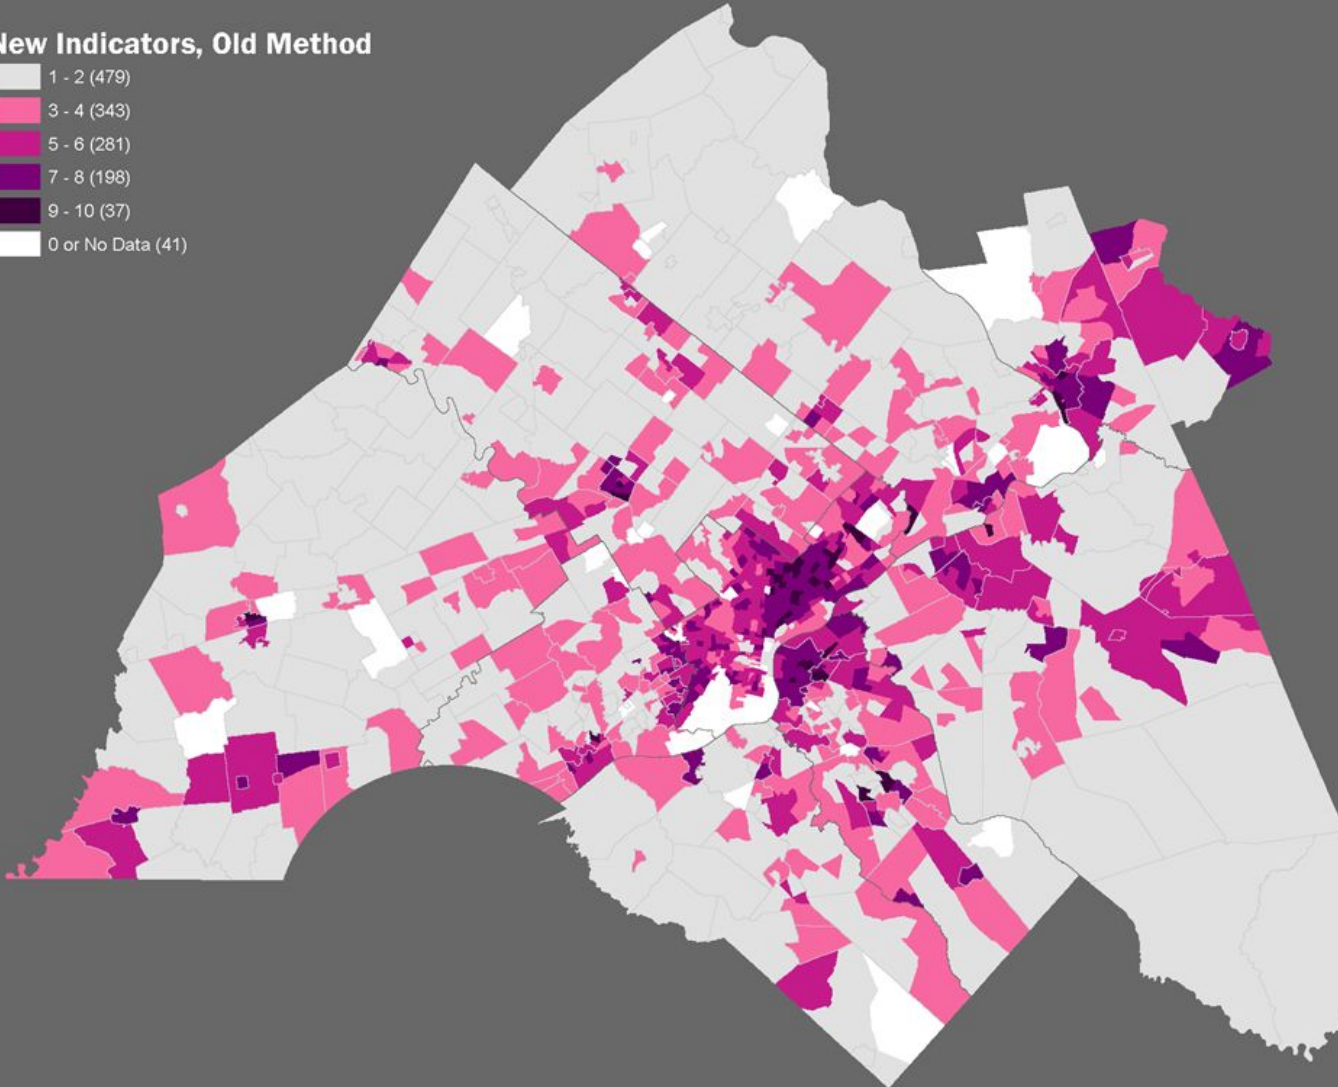 New Indicators, Old Method
1 - 2 (479)
3 - 4 (343)
5 - 6 (281)
7 - 8 (198)
9 - 10 (37)
0 or No Data (41)